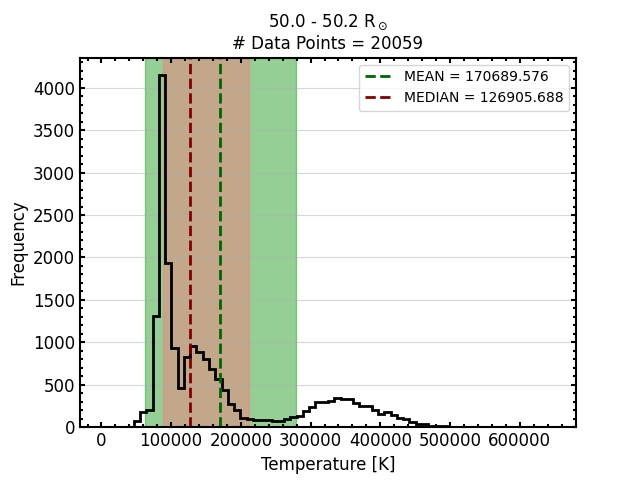 50.0 - 50.2 R⊙
# Data Points = 20059
MEAN = 170689.576
MEDIAN = 126905.688
Frequency
4000
3500
3000
2500
2000
1500
1000
500
0
0 100000 200000 300000 400000 500000 600000
Temperature [K]